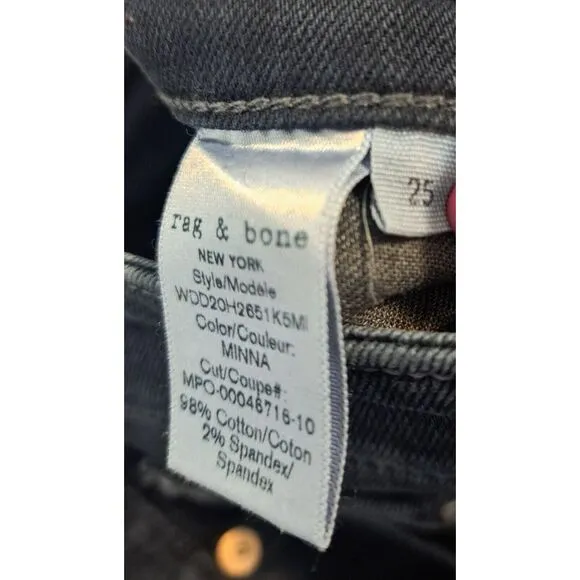 rag & bone
NEW YORK
Style/Modèle
WDD20H2651K5MI
Color/Couleur:
MINNA
Cut/Coupe#:
MPO-00046716-10
98% Cotton/Coton
2% Spandex/
Spandex
25